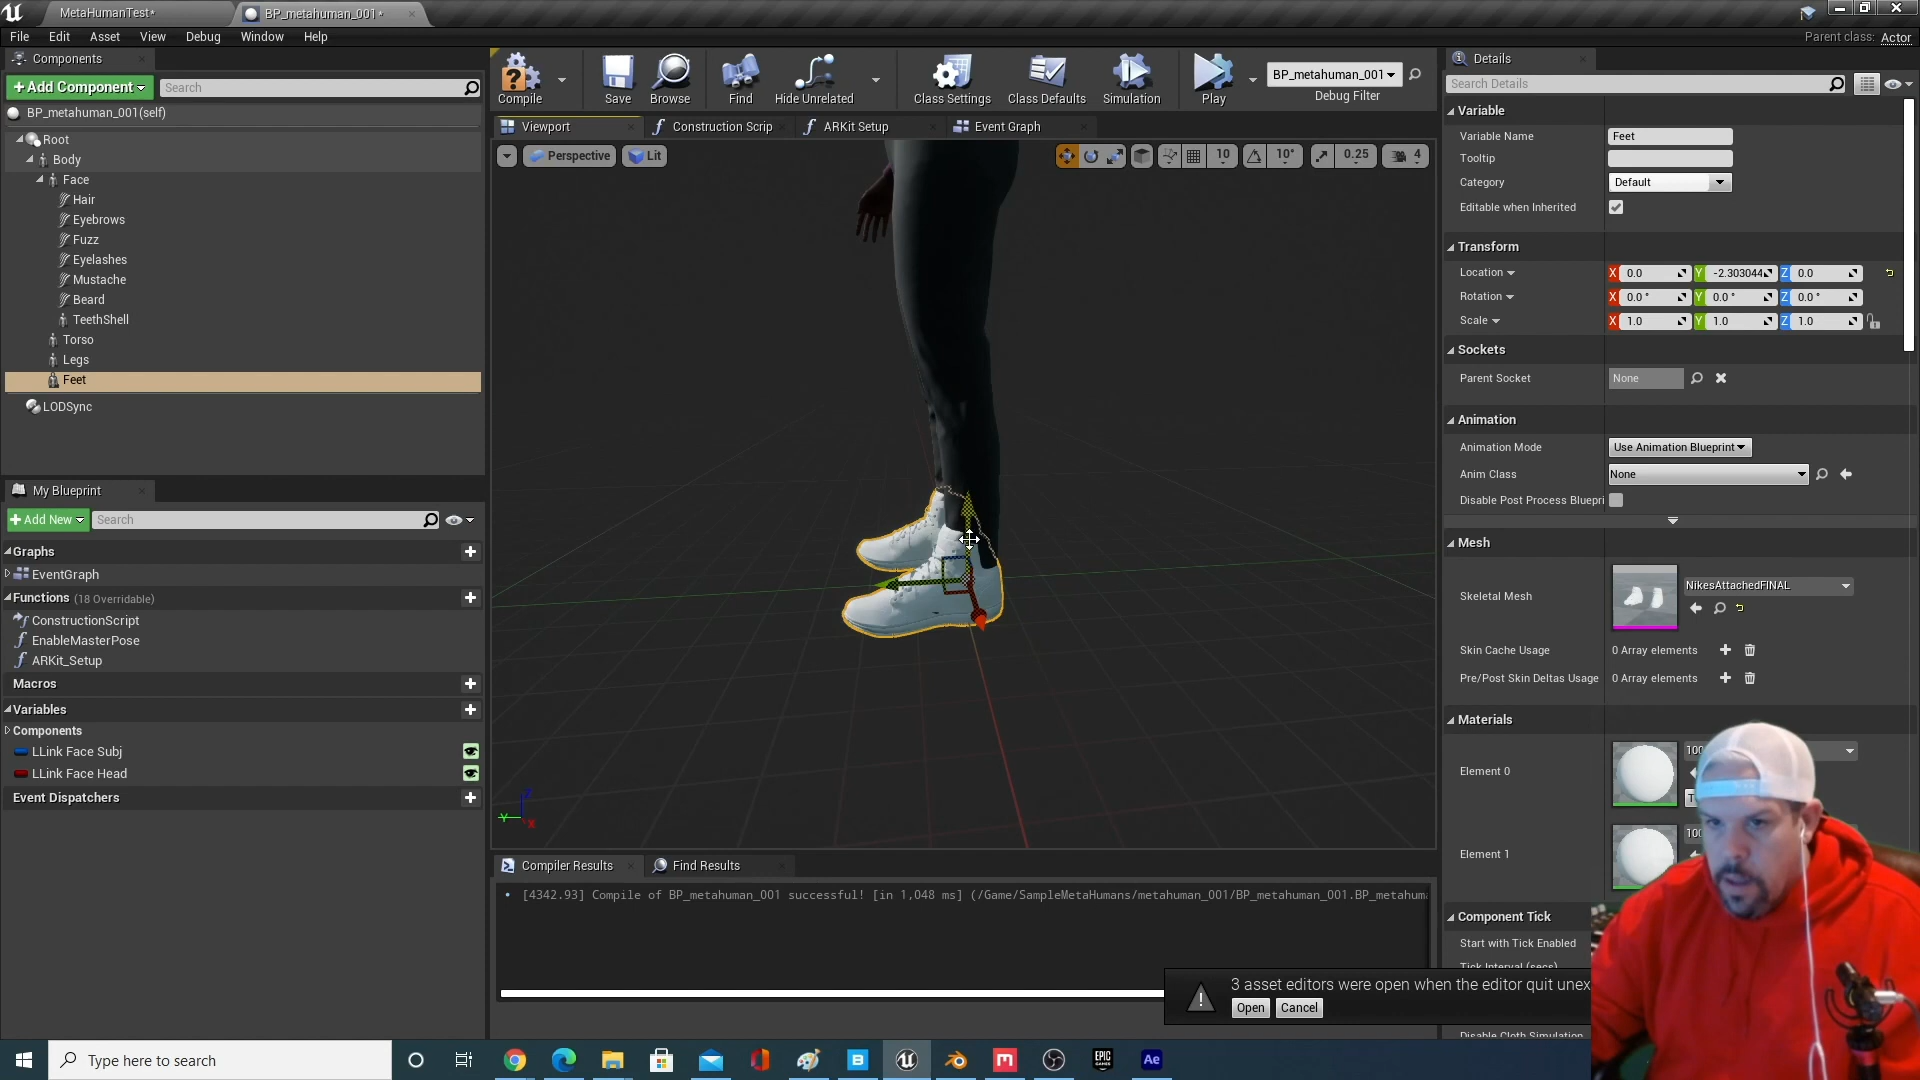 MetaHumanTest*
BP_metahuman_001*
File Edit Asset View Debug Window Help
Parent class: Actor
Components
+Add Component
Search
BP_metahuman_001(self)
Root
Body
Face
Hair
Eyebrows
Fuzz
Eyelashes
Mustache
Beard
TeethShell
Torso
Legs
Feet
LODSync
My Blueprint
+Add New
Search
Graphs
EventGraph
Functions (18 Overridable)
ConstructionScript
EnableMasterPose
ARKit_Setup
Macros
Variables
Components
LLink Face Subj
LLink Face Head
Event Dispatchers
Compile
Save
Browse
Find
Hide Unrelated
Class Settings
Class Defaults
Simulation
Play
BP_metahuman_001
Debug Filter
Viewport
Construction Scrip
ARKit Setup
Event Graph
Perspective
Lit
10
10°
0.25
4
Z
Y
X
Compiler Results
Find Results
[4342.93] Compile of BP_metahuman_001 successful! [in 1,048 ms] (/Game/SampleMetaHumans/metahuman_001/BP_metahuman_001.BP_metahum
3 asset editors were open when the editor quit unex
Open
Cancel
Details
Search Details
Variable
Variable Name Feet
Tooltip
Category Default
Editable when Inherited
Transform
Location X 0.0 Y -2.303044 Z 0.0
Rotation X 0.0 ° Y 0.0 ° Z 0.0 °
Scale X 1.0 Y 1.0 Z 1.0
Sockets
Parent Socket None
Animation
Animation Mode Use Animation Blueprint
Anim Class None
Disable Post Process Bluepri
Mesh
Skeletal Mesh NikesAttachedFINAL
Skin Cache Usage 0 Array elements
Pre/Post Skin Deltas Usage 0 Array elements
Materials
Element 0
100
T
Element 1
100
Component Tick
Start with Tick Enabled
Tick Interval (secs)
Disable Cloth Simulation
Type here to search
B
M
EPIC GAMES
Ae